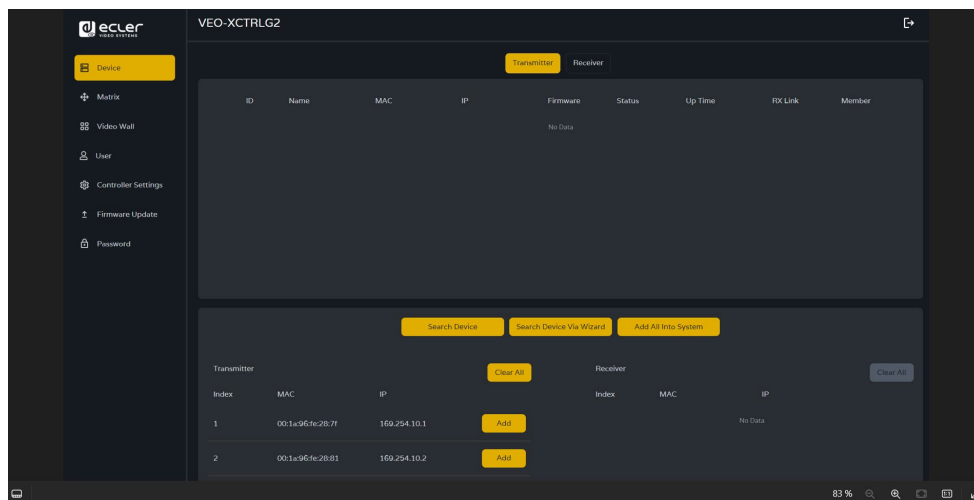 ecler
VIDEO SYSTEMS
VEO-XCTRLG2
Device
Matrix
Video Wall
User
Controller Settings
Firmware Update
Password
Transmitter Receiver
ID Name MAC IP Firmware Status Up Time RX Link Member
No Data
Search Device Search Device Via Wizard Add All Into System
Transmitter Clear All
Index MAC IP
1 00:1a:96:fe:28:7f 169.254.10.1 Add
2 00:1a:96:fe:28:81 169.254.10.2 Add
Receiver Clear All
Index MAC IP
No Data
83 %